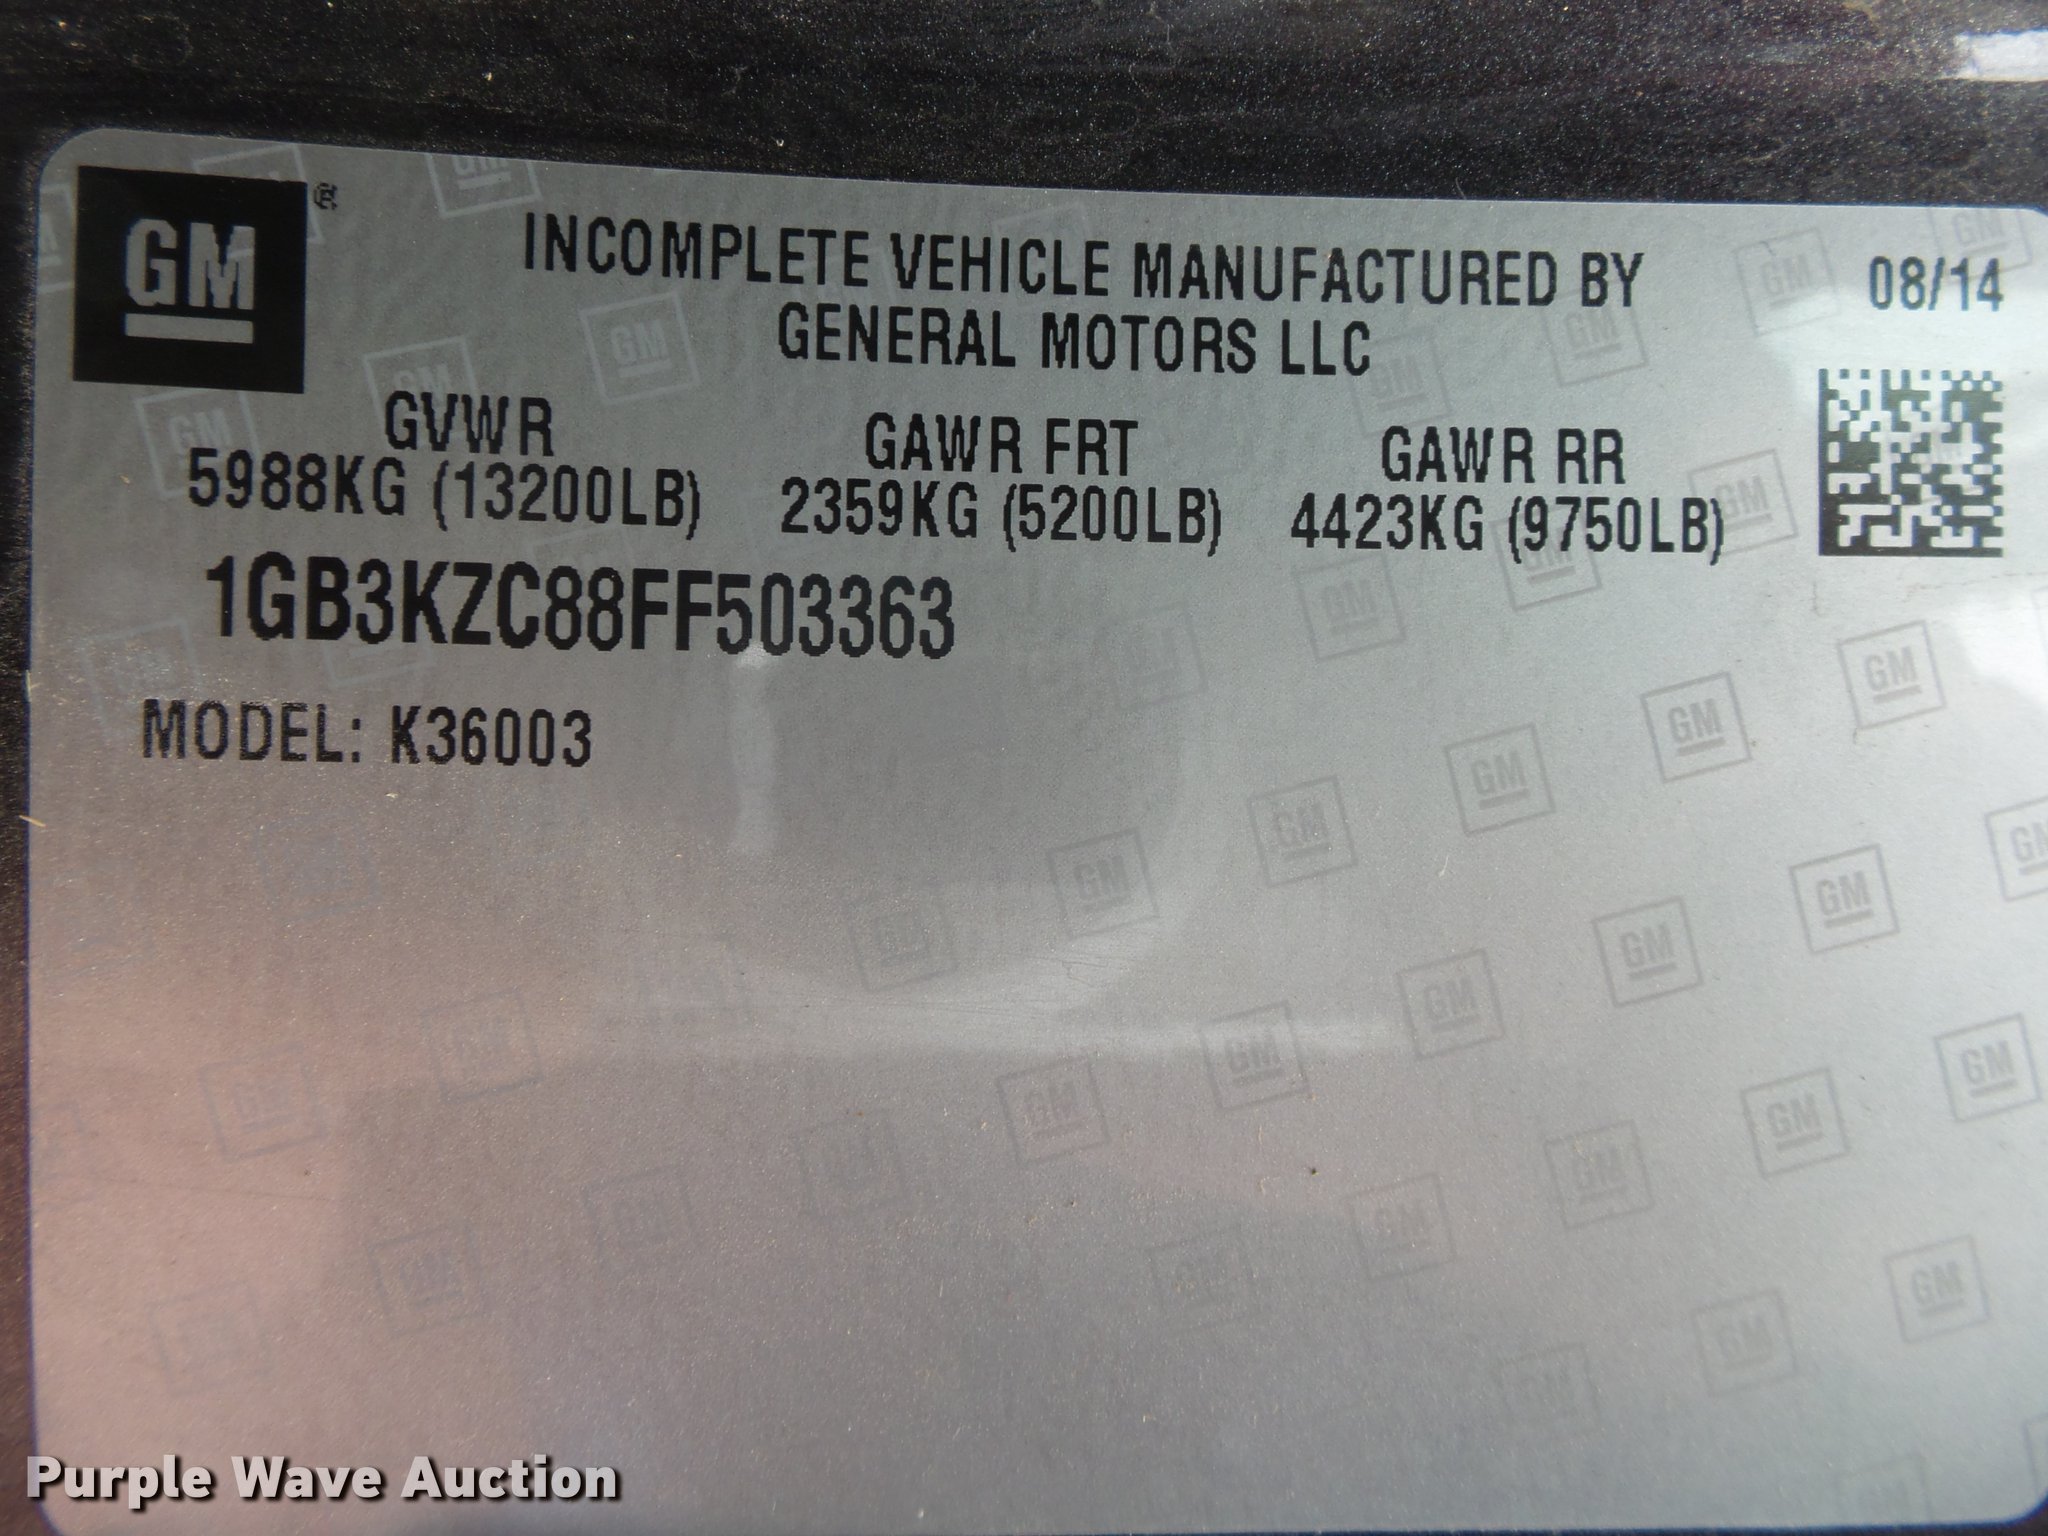 GM
®
INCOMPLETE VEHICLE MANUFACTURED BY
GENERAL MOTORS LLC
08/14
GVWR
5988KG (13200LB)
GAWR FRT
2359KG (5200LB)
GAWR RR
4423KG (9750LB)
1GB3KZC88FF503363
MODEL: K36003
Purple Wave Auction